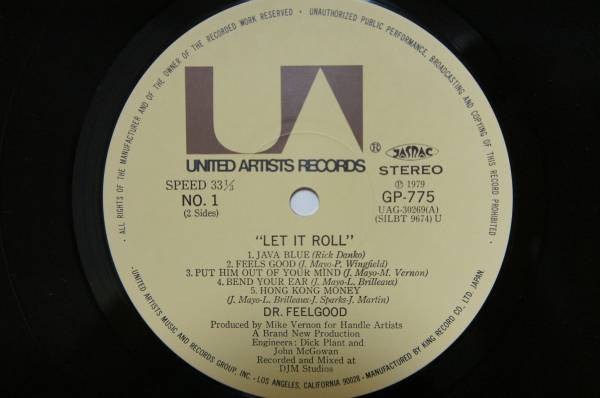 ALL RIGHTS OF THE MANUFACTURER AND OF THE OWNER OF THE RECORDED WORK RESERVED • UNAUTHORIZED PUBLIC PERFORMANCE, BROADCASTING AND COPYING OF THIS RECORD PROHIBITED •
UA
® JASRAC
UNITED ARTISTS RECORDS STEREO
SPEED 33⅓ Ⓟ 1979
NO. 1 GP-775
(2 Sides) UAG-30269(A)
(SILBT 9674) U
"LET IT ROLL"
1. JAVA BLUE (Rick Danko)
2. FEELS GOOD (J. Mayo-P. Wingfield)
3. PUT HIM OUT OF YOUR MIND (J. Mayo-M. Vernon)
4. BEND YOUR EAR (J. Mayo-L. Brilleaux)
5. HONG KONG MONEY
(J. Mayo-L. Brilleaux-J. Sparks-J. Martin)
DR. FEELGOOD
Produced by Mike Vernon for Handle Artists
A Brand New Production
Engineers: Dick Plant and
John McGowan
Recorded and Mixed at
DJM Studios
• UNITED ARTISTS MUSIC AND RECORDS GROUP, INC. • LOS ANGELES, CALIFORNIA 90028 • MANUFACTURED BY KING RECORD CO. LTD. JAPAN.